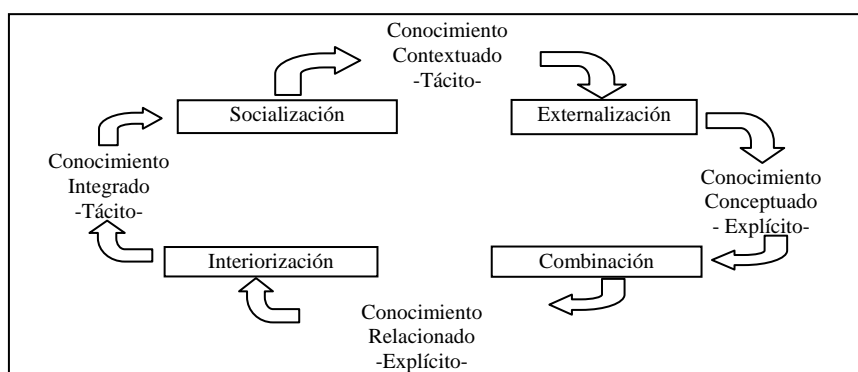 Conocimiento
Contextuado
-Tácito-
Socialización
Externalización
Conocimiento
Integrado
-Tácito-
Conocimiento
Conceptuado
- Explícito-
Interiorización
Combinación
Conocimiento
Relacionado
-Explícito-